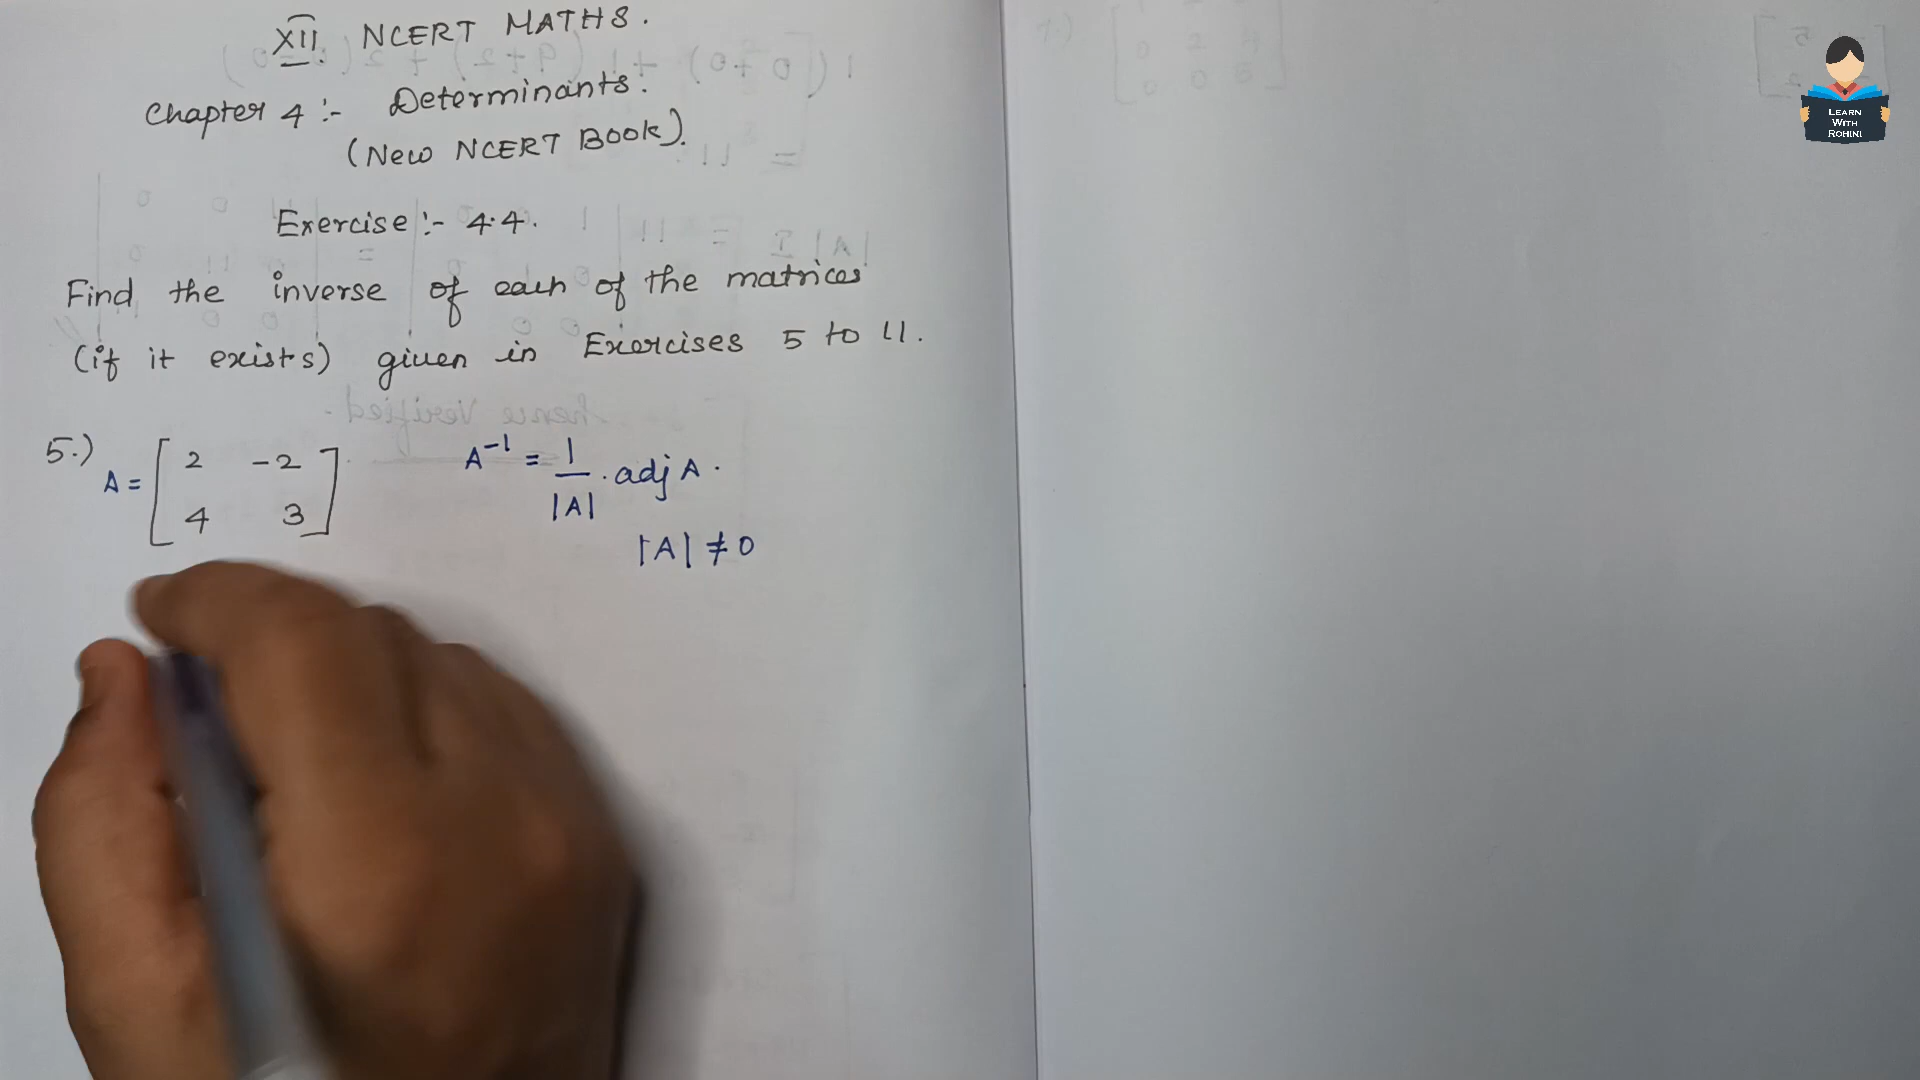 XII NCERT MATHS.
Chapter 4 :- Determinants.
(New NCERT BOOK).
Exercise :- 4.4.
Find the inverse of each of the matrices
(if it exists) given in Exercises 5 to 11.
5.) A = [ 2 -2
4 3 ]
A⁻¹ = 1/|A| . adj A.
|A| ≠ 0
LEARN
WITH
ROHINI
hence verified.